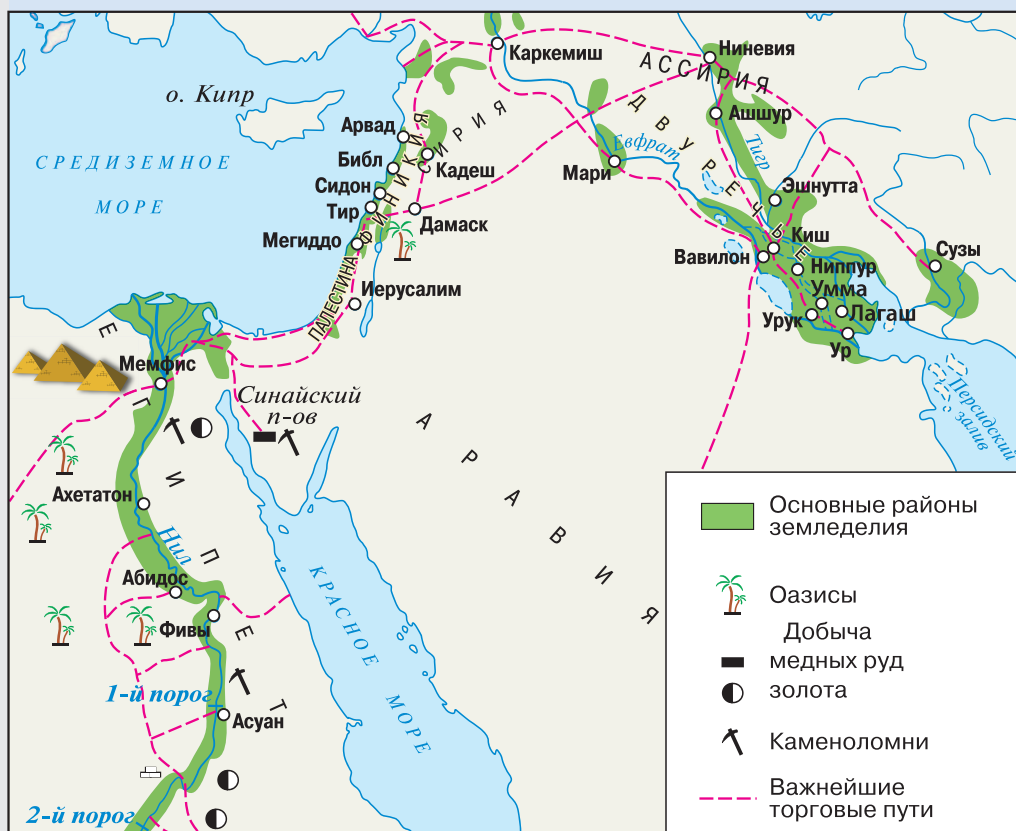 Каркемиш
Ниневия
АССИРИЯ
о. Кипр
Ашшур
ДВУРЕЧЬЕ
Арвад
СИРИЯ
Евфрат
Тигр
СРЕДИЗЕМНОЕ
МОРЕ
Библ
Кадеш
Мари
Сидон
ФИНИКИЯ
Эшнутта
Тир
Дамаск
Мегиддо
Киш
Вавилон
Сузы
Ниппур
ПАЛЕСТИНА
Иерусалим
Умма
Урук
Лагаш
Ур
ЕГИПЕТ
Мемфис
Синайский
п-ов
Персидский
залив
АРАВИЯ
Ахетатон
Нил
Абидос
Фивы
КРАСНОЕ МОРЕ
1-й порог
Асуан
2-й порог
Основные районы
земледелия
Оазисы
Добыча
медных руд
золота
Каменоломни
Важнейшие
торговые пути